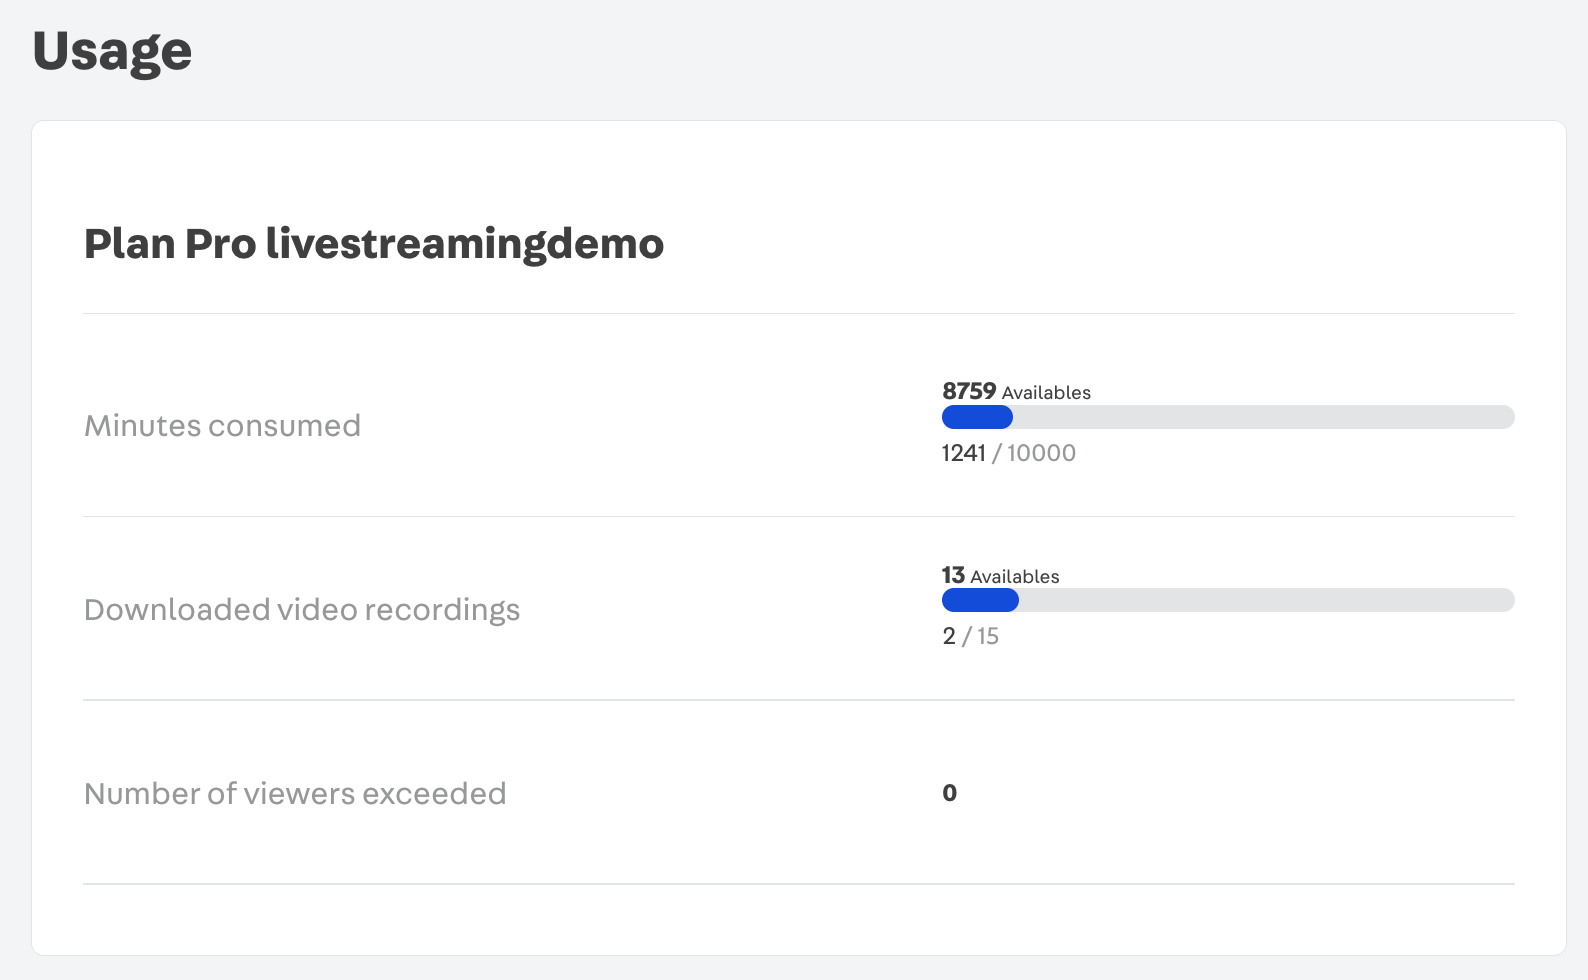 Usage
Plan Pro livestreamingdemo
Minutes consumed
8759 Availables
1241 / 10000
Downloaded video recordings
13 Availables
2 / 15
Number of viewers exceeded
0